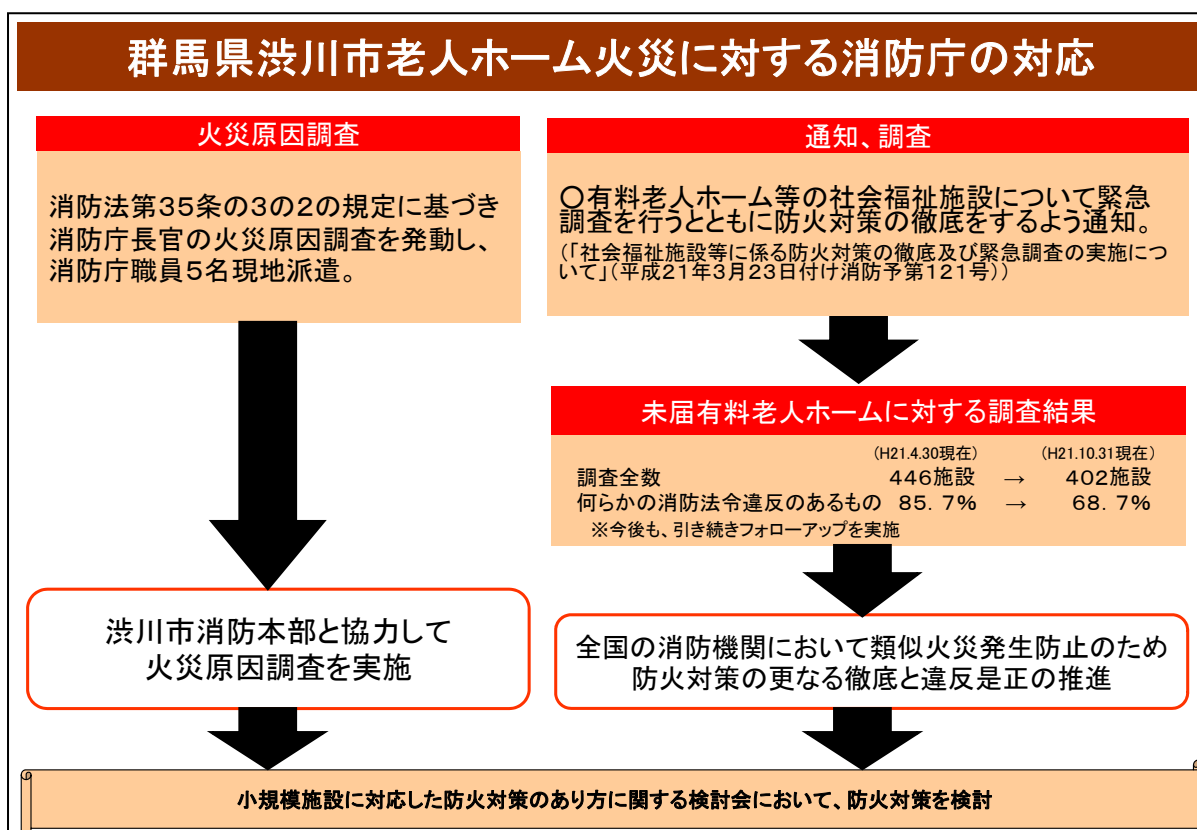 群馬県渋川市老人ホーム火災に対する消防庁の対応
火災原因調査
消防法第35条の3の2の規定に基づき
消防庁長官の火災原因調査を発動し、
消防庁職員5名現地派遣。
渋川市消防本部と協力して
火災原因調査を実施
通知、調査
○有料老人ホーム等の社会福祉施設について緊急
調査を行うとともに防火対策の徹底をするよう通知。
(「社会福祉施設等に係る防火対策の徹底及び緊急調査の実施につ
いて」(平成21年3月23日付け消防予第121号))
未届有料老人ホームに対する調査結果
(H21.4.30現在) (H21.10.31現在)
調査全数 446施設 → 402施設
何らかの消防法令違反のあるもの 85.7% → 68.7%
※今後も、引き続きフォローアップを実施
全国の消防機関において類似火災発生防止のため
防火対策の更なる徹底と違反是正の推進
小規模施設に対応した防火対策のあり方に関する検討会において、防火対策を検討